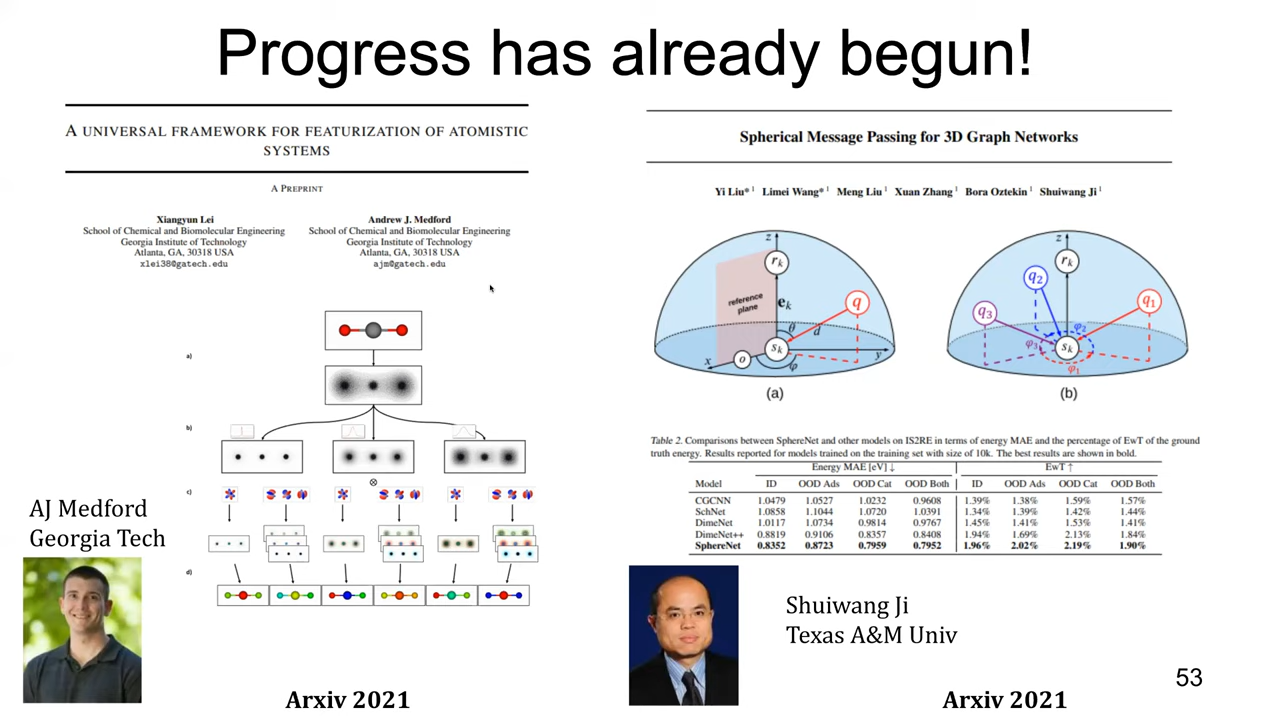 Progress has already begun!
A UNIVERSAL FRAMEWORK FOR FEATURIZATION OF ATOMISTIC
SYSTEMS
A PREPRINT
Xiangyun Lei
School of Chemical and Biomolecular Engineering
Georgia Institute of Technology
Atlanta, GA, 30318 USA
xlei38@gatech.edu
Andrew J. Medford
School of Chemical and Biomolecular Engineering
Georgia Institute of Technology
Atlanta, GA, 30318 USA
ajm@gatech.edu
a)
b)
⊗
c)
d)
AJ Medford
Georgia Tech
Arxiv 2021
Spherical Message Passing for 3D Graph Networks
Yi Liu* 1 Limei Wang* 1 Meng Liu 1 Xuan Zhang 1 Bora Oztekin 1 Shuiwang Ji 1
z
rk
reference
plane
ek
q
θ
d
sk
o
x
φ
y
(a)
z
rk
q2
q1
q3
φ2
φ3
sk
φ1
(b)
Table 2. Comparisons between SphereNet and other models on IS2RE in terms of energy MAE and the percentage of EwT of the ground
truth energy. Results reported for models trained on the training set with size of 10k. The best results are shown in bold.
Energy MAE [eV] ↓ EwT ↑
Model ID OOD Ads OOD Cat OOD Both ID OOD Ads OOD Cat OOD Both
CGCNN 1.0479 1.0527 1.0232 0.9608 1.39% 1.38% 1.59% 1.57%
SchNet 1.0858 1.1044 1.0720 1.0391 1.34% 1.39% 1.42% 1.44%
DimeNet 1.0117 1.0734 0.9814 0.9767 1.45% 1.41% 1.53% 1.41%
DimeNet++ 0.8819 0.9106 0.8357 0.8408 1.94% 1.69% 2.13% 1.84%
SphereNet 0.8352 0.8723 0.7959 0.7952 1.96% 2.02% 2.19% 1.90%
Shuiwang Ji
Texas A&M Univ
Arxiv 2021
53